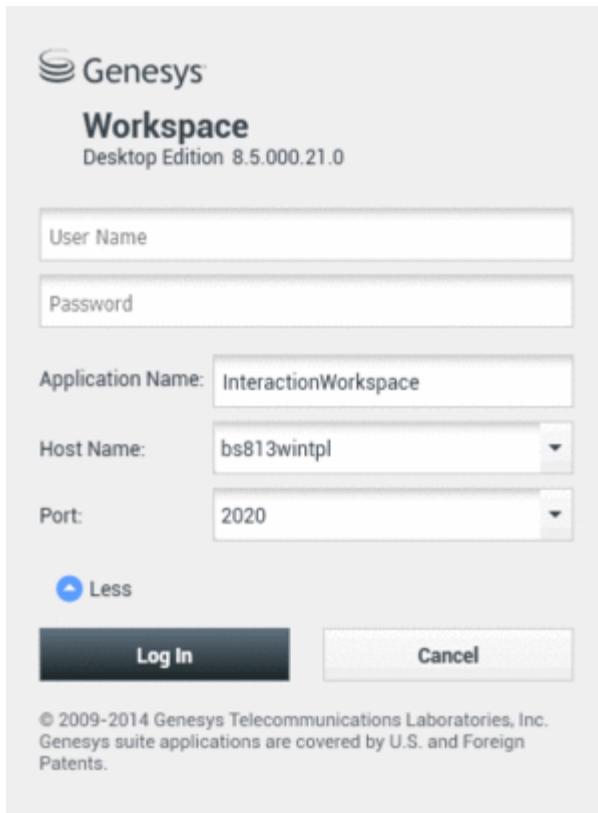 Genesys
Workspace
Desktop Edition 8.5.000.21.0
User Name
Password
Application Name: InteractionWorkspace
Host Name: bs813wintpl
Port: 2020
Less
Log In Cancel
© 2009-2014 Genesys Telecommunications Laboratories, Inc.
Genesys suite applications are covered by U.S. and Foreign
Patents.